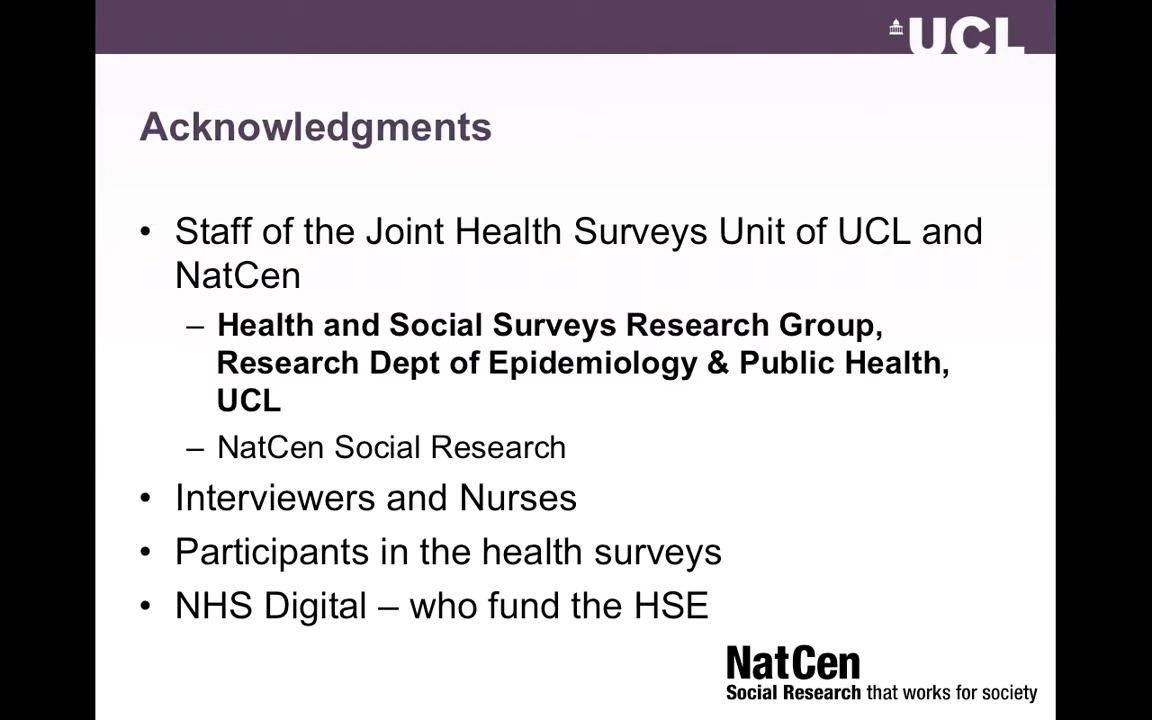 UCL
Acknowledgments
• Staff of the Joint Health Surveys Unit of UCL and
NatCen
– Health and Social Surveys Research Group,
Research Dept of Epidemiology & Public Health,
UCL
– NatCen Social Research
• Interviewers and Nurses
• Participants in the health surveys
• NHS Digital – who fund the HSE
NatCen
Social Research that works for society